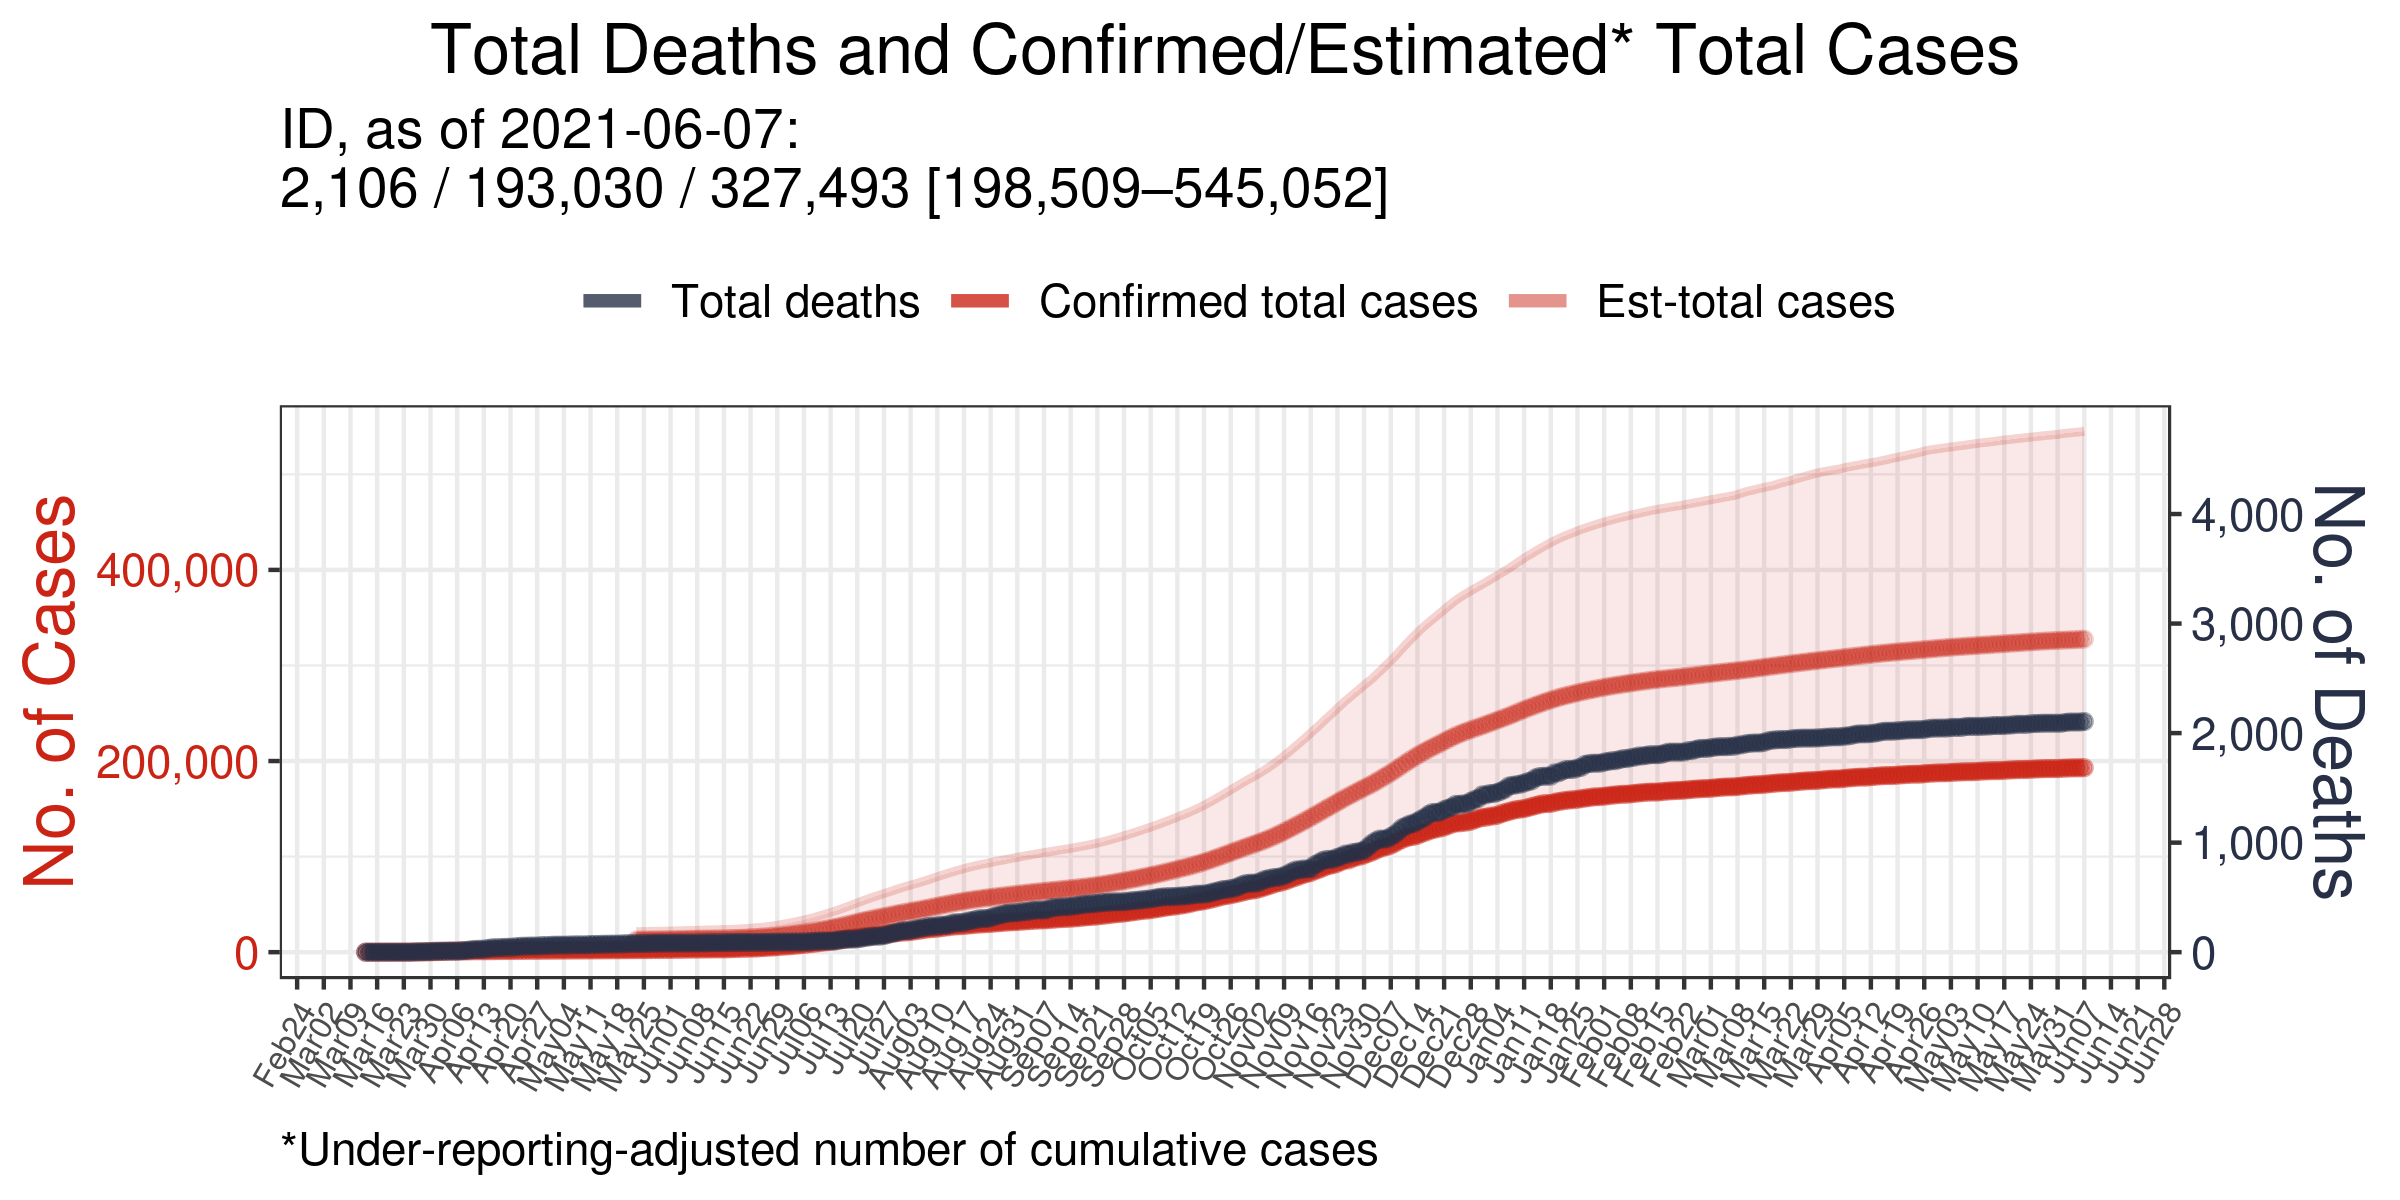 Total Deaths and Confirmed/Estimated* Total Cases
ID, as of 2021-06-07:
2,106 / 193,030 / 327,493 [198,509–545,052]
Total deaths
Confirmed total cases
Est-total cases
No. of Cases
400,000
200,000
0
4,000
3,000
2,000
1,000
0
No. of Deaths
Feb24
Mar02
Mar09
Mar16
Mar23
Mar30
Apr06
Apr13
Apr20
Apr27
May04
May11
May18
May25
Jun01
Jun08
Jun15
Jun22
Jun29
Jul06
Jul13
Jul20
Jul27
Aug03
Aug10
Aug17
Aug24
Aug31
Sep07
Sep14
Sep21
Sep28
Oct05
Oct12
Oct19
Oct26
Nov02
Nov09
Nov16
Nov23
Nov30
Dec07
Dec14
Dec21
Dec28
Jan04
Jan11
Jan18
Jan25
Feb01
Feb08
Feb15
Feb22
Mar01
Mar08
Mar15
Mar22
Mar29
Apr05
Apr12
Apr19
Apr26
May03
May10
May17
May24
May31
Jun07
Jun14
Jun21
Jun28
*Under-reporting-adjusted number of cumulative cases